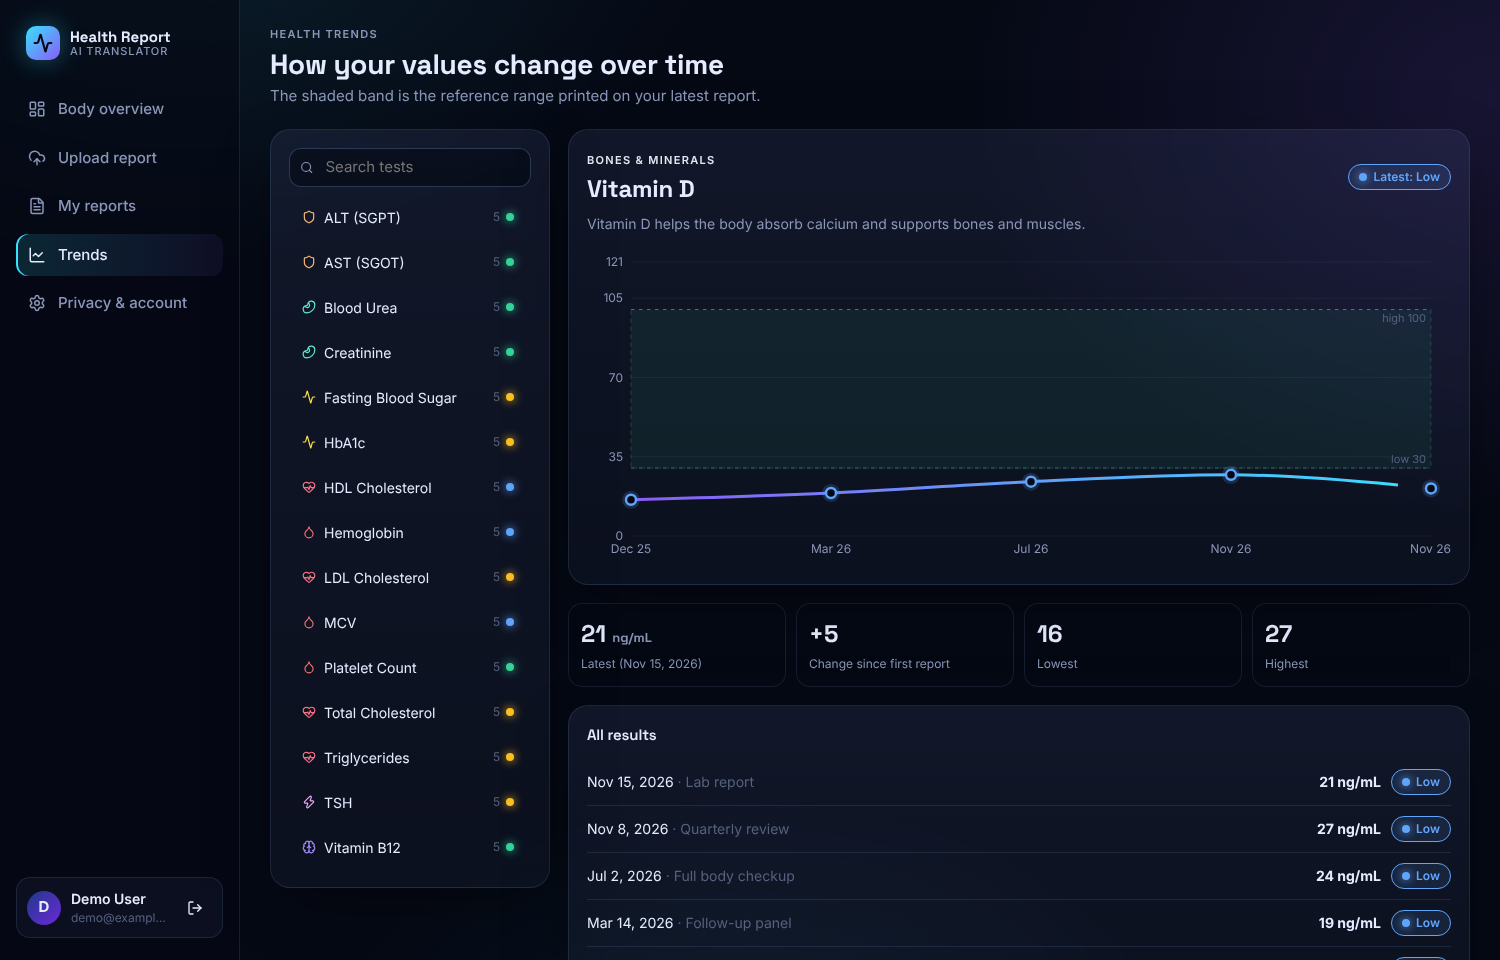 Health Report
AI TRANSLATOR
Body overview
Upload report
My reports
Trends
Privacy & account
D
Demo User
demo@exampl...
HEALTH TRENDS
How your values change over time
The shaded band is the reference range printed on your latest report.
Search tests
ALT (SGPT) 5
AST (SGOT) 5
Blood Urea 5
Creatinine 5
Fasting Blood Sugar 5
HbA1c 5
HDL Cholesterol 5
Hemoglobin 5
LDL Cholesterol 5
MCV 5
Platelet Count 5
Total Cholesterol 5
Triglycerides 5
TSH 5
Vitamin B12 5
BONES & MINERALS
Vitamin D
Latest: Low
Vitamin D helps the body absorb calcium and supports bones and muscles.
121
105
high 100
70
35
low 30
0
Dec 25 Mar 26 Jul 26 Nov 26 Nov 26
21 ng/mL
Latest (Nov 15, 2026)
+5
Change since first report
16
Lowest
27
Highest
All results
Nov 15, 2026 · Lab report 21 ng/mL Low
Nov 8, 2026 · Quarterly review 27 ng/mL Low
Jul 2, 2026 · Full body checkup 24 ng/mL Low
Mar 14, 2026 · Follow-up panel 19 ng/mL Low